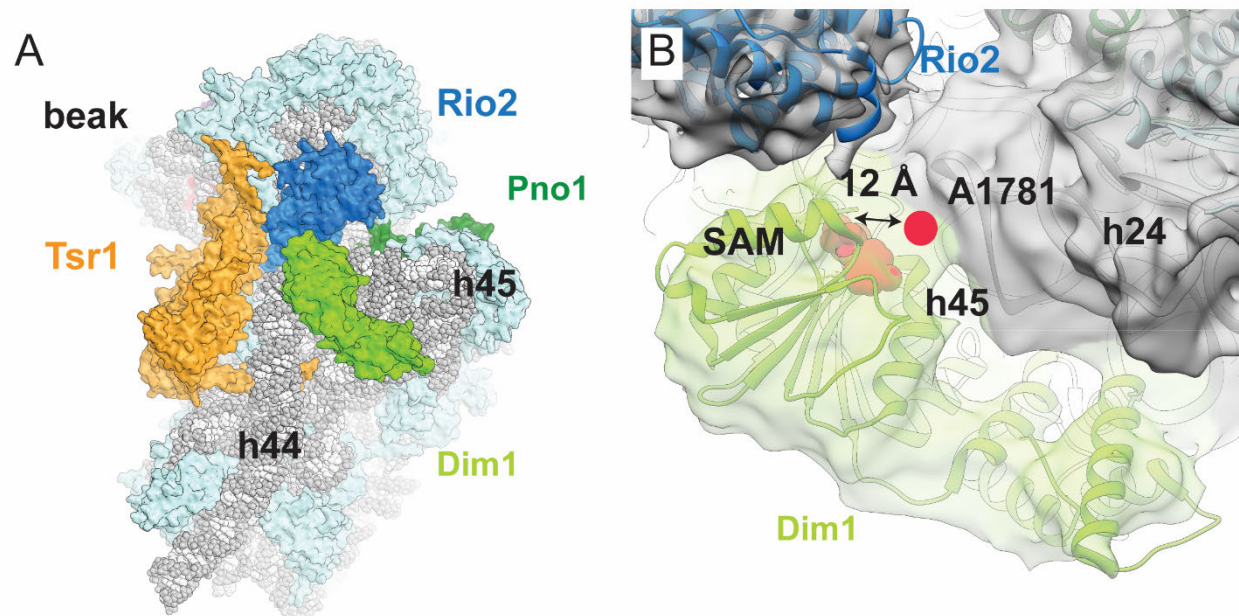 A
beak
Rio2
Pno1
Tsr1
h45
h44
Dim1
B
Rio2
12 Å
A1781
SAM
h24
h45
Dim1